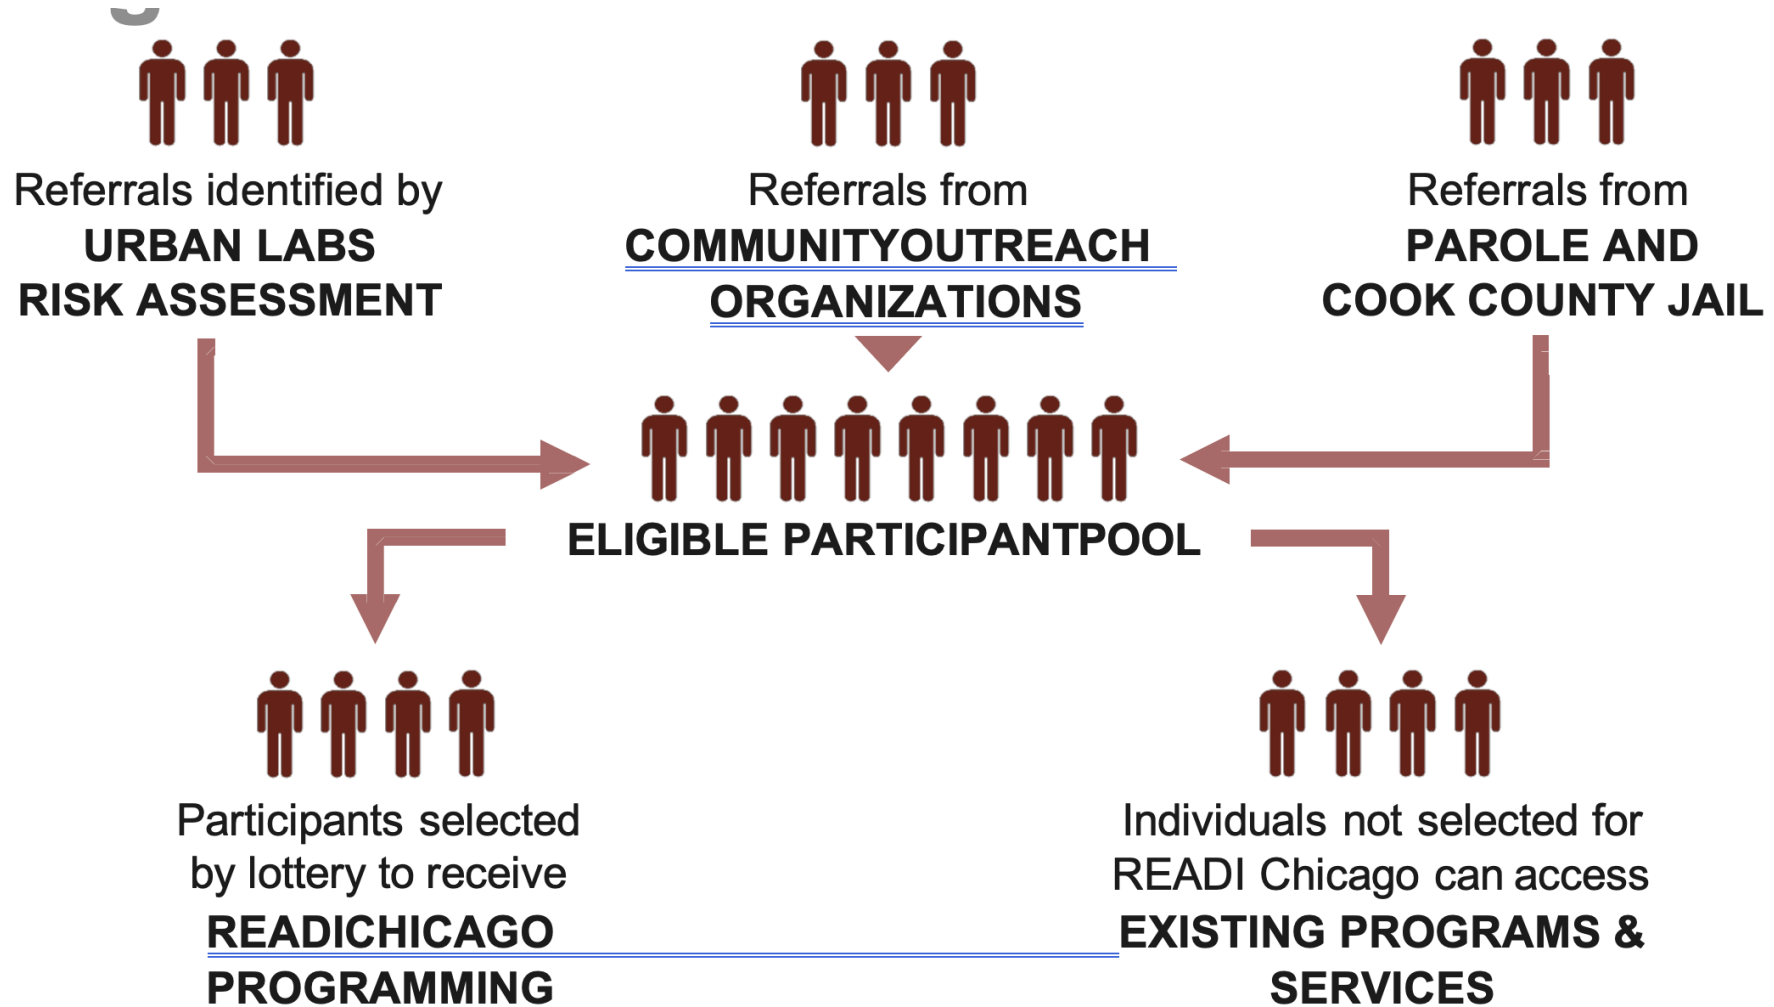 Referrals identified by
URBAN LABS
RISK ASSESSMENT
Referrals from
COMMUNITYOUTREACH
ORGANIZATIONS
Referrals from
PAROLE AND
COOK COUNTY JAIL
ELIGIBLE PARTICIPANTPOOL
Participants selected
by lottery to receive
READICHICAGO
PROGRAMMING
Individuals not selected for
READI Chicago can access
EXISTING PROGRAMS &
SERVICES